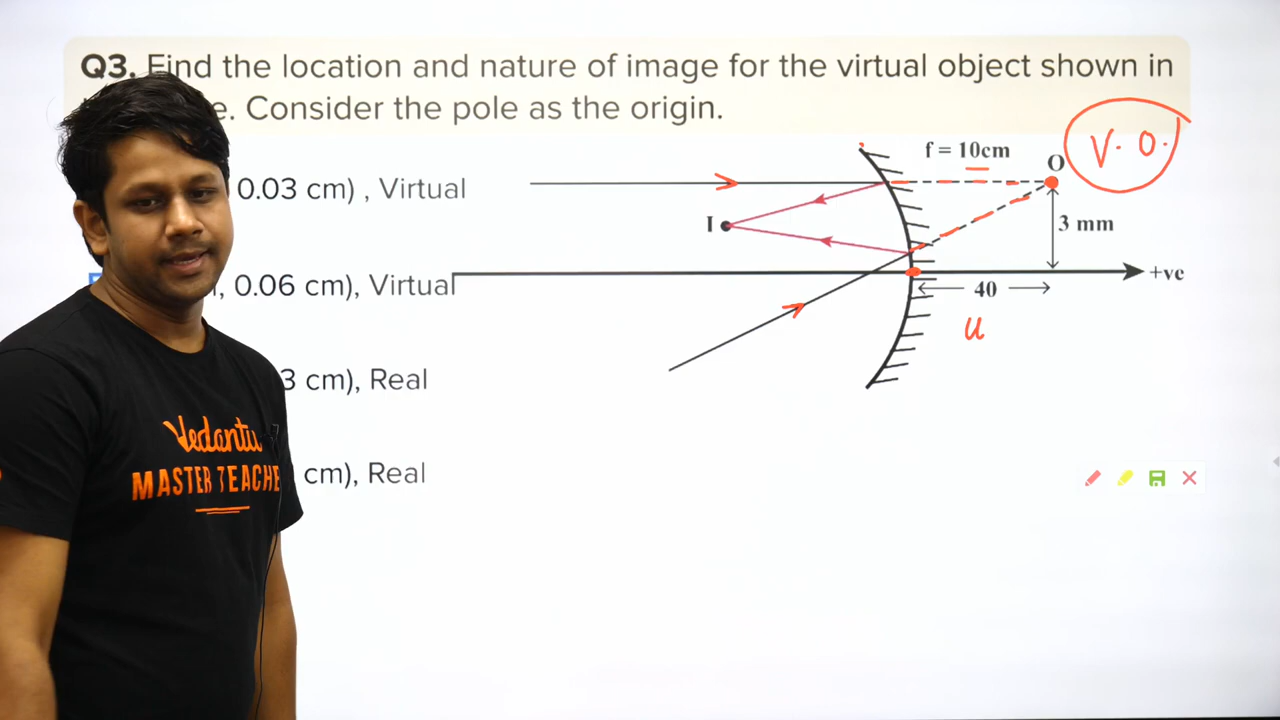 Q3. Find the location and nature of image for the virtual object shown in
e. Consider the pole as the origin.
f = 10cm
O
V. O.
0.03 cm) , Virtual
I
3 mm
, 0.06 cm), Virtual
+ve
40
u
3 cm), Real
Vedantu
MASTER TEACHE
cm), Real